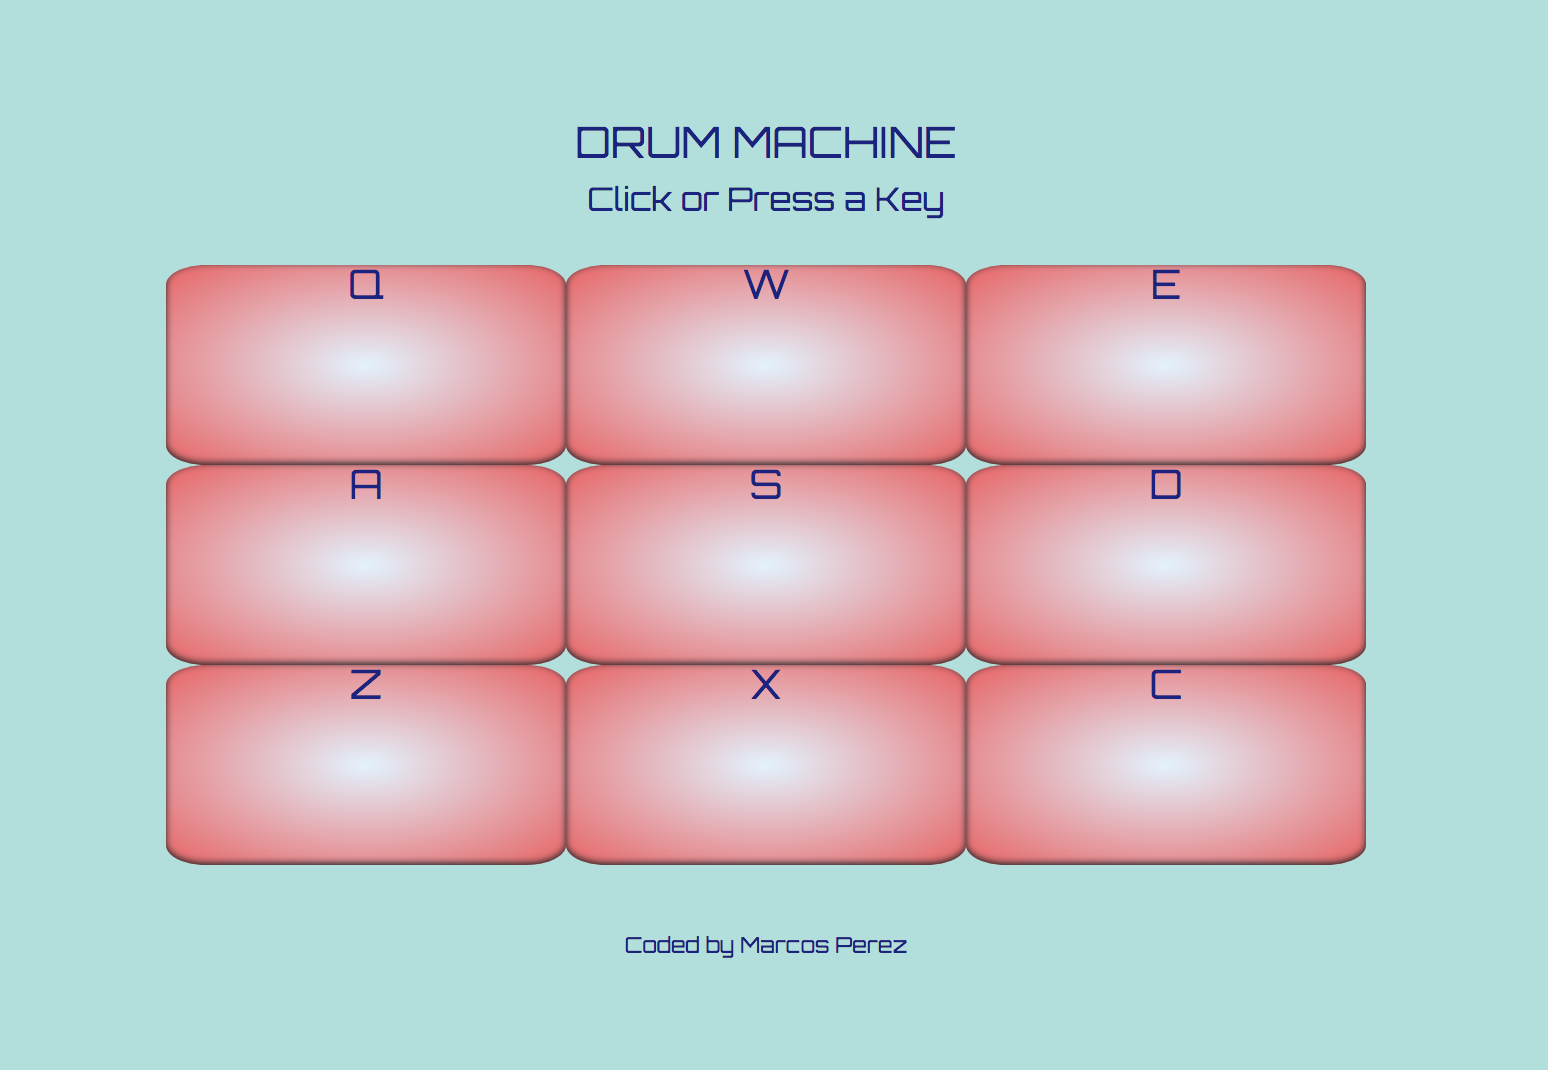 DRUM MACHINE
Click or Press a Key
Q W E
A S D
Z X C
Coded by Marcos Perez